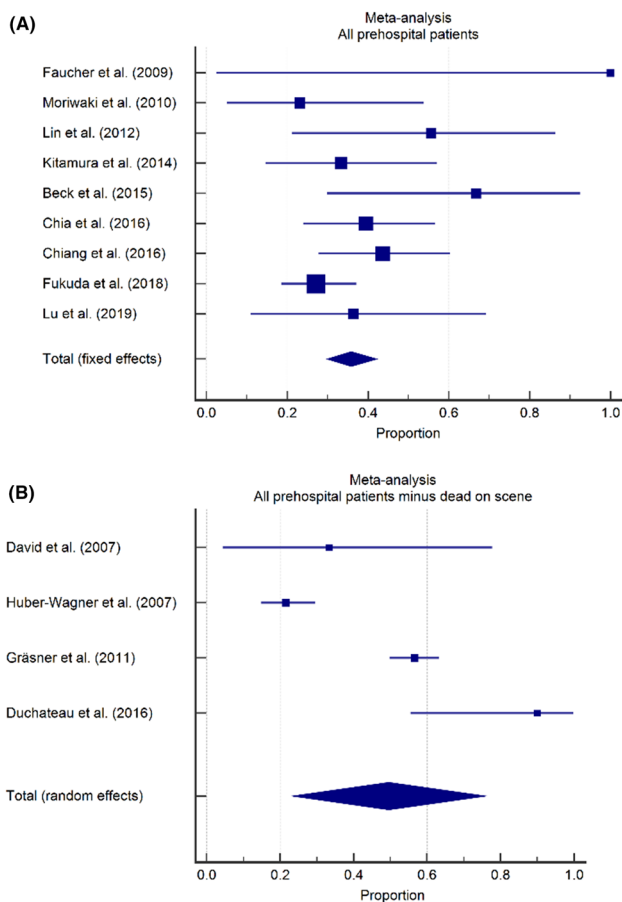 (A)
Meta-analysis
All prehospital patients
Faucher et al. (2009)
Moriwaki et al. (2010)
Lin et al. (2012)
Kitamura et al. (2014)
Beck et al. (2015)
Chia et al. (2016)
Chiang et al. (2016)
Fukuda et al. (2018)
Lu et al. (2019)
Total (fixed effects)
0.0 0.2 0.4 0.6 0.8 1.0
Proportion
(B)
Meta-analysis
All prehospital patients minus dead on scene
David et al. (2007)
Huber-Wagner et al. (2007)
Gräsner et al. (2011)
Duchateau et al. (2016)
Total (random effects)
0.0 0.2 0.4 0.6 0.8 1.0
Proportion